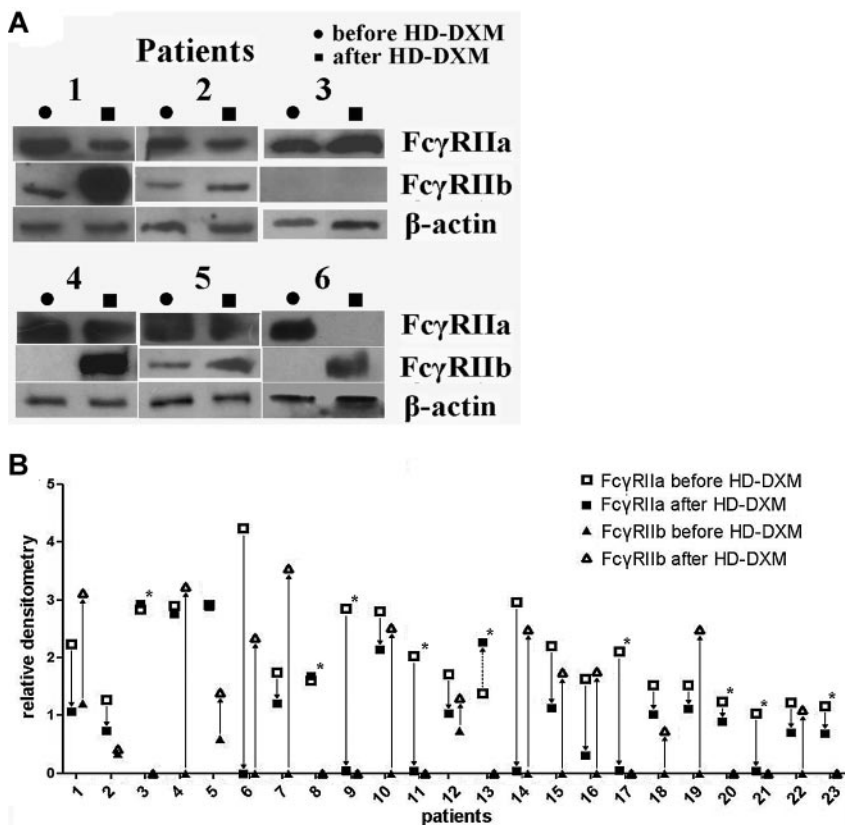 A
Patients
● before HD-DXM
■ after HD-DXM
1 2 3
FcγRIIa
FcγRIIb
β-actin
4 5 6
FcγRIIa
FcγRIIb
β-actin
B
□ FcγRIIa before HD-DXM
■ FcγRIIa after HD-DXM
▲ FcγRIIb before HD-DXM
△ FcγRIIb after HD-DXM
relative densitometry
5
4
3
2
1
0
* * * * * * * * *
1 2 3 4 5 6 7 8 9 10 11 12 13 14 15 16 17 18 19 20 21 22 23
patients